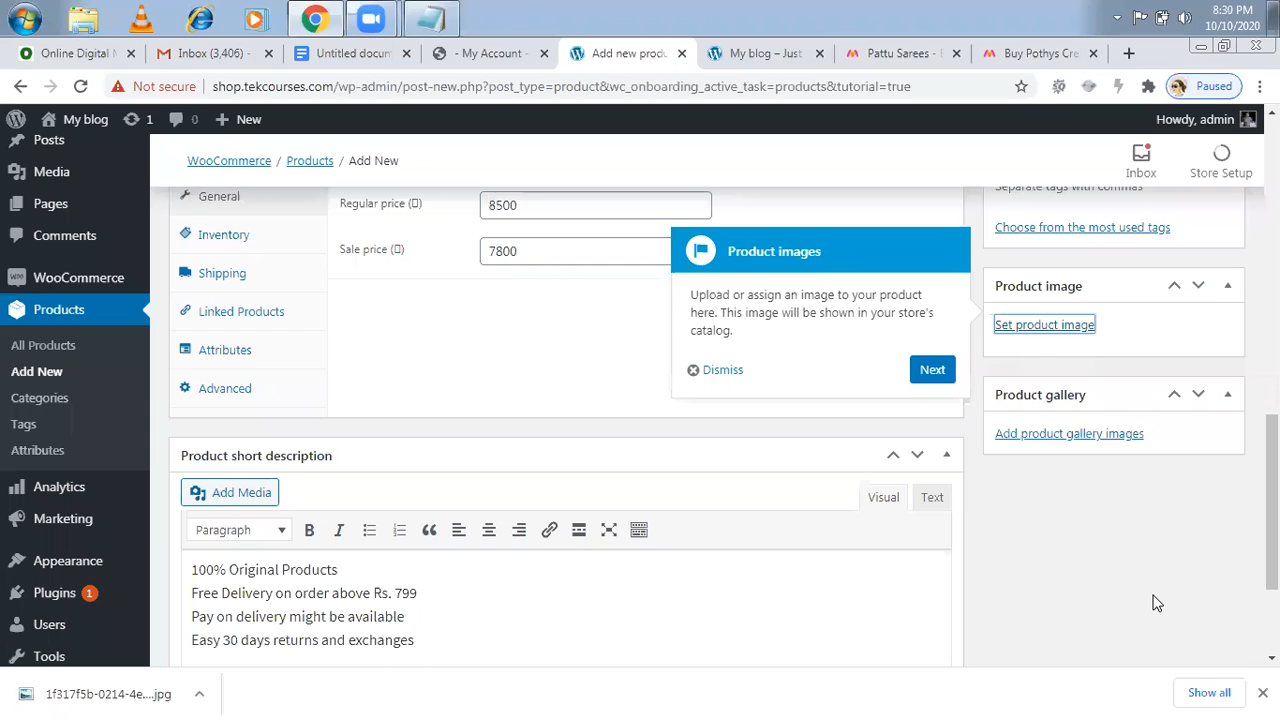 8:30 PM
10/10/2020
Online Digital M
Inbox (3,406) -
Untitled docum
- My Account -
Add new produ
My blog – Just
Pattu Sarees - B
Buy Pothys Cre
Not secure
shop.tekcourses.com/wp-admin/post-new.php?post_type=product&wc_onboarding_active_task=products&tutorial=true
Paused
My blog
1
0
New
Howdy, admin
Posts
Media
Pages
Comments
WooCommerce
Products
All Products
Add New
Categories
Tags
Attributes
Analytics
Marketing
Appearance
Plugins 1
Users
Tools
WooCommerce / Products / Add New
Inbox
Store Setup
General
Inventory
Shipping
Linked Products
Attributes
Advanced
Regular price (▯)
8500
Sale price (▯)
7800
Product images
Upload or assign an image to your product
here. This image will be shown in your store's
catalog.
Dismiss
Next
Separate tags with commas
Choose from the most used tags
Product image
Set product image
Product gallery
Add product gallery images
Product short description
Add Media
Visual
Text
Paragraph
B
I
100% Original Products
Free Delivery on order above Rs. 799
Pay on delivery might be available
Easy 30 days returns and exchanges
1f317f5b-0214-4e....jpg
Show all